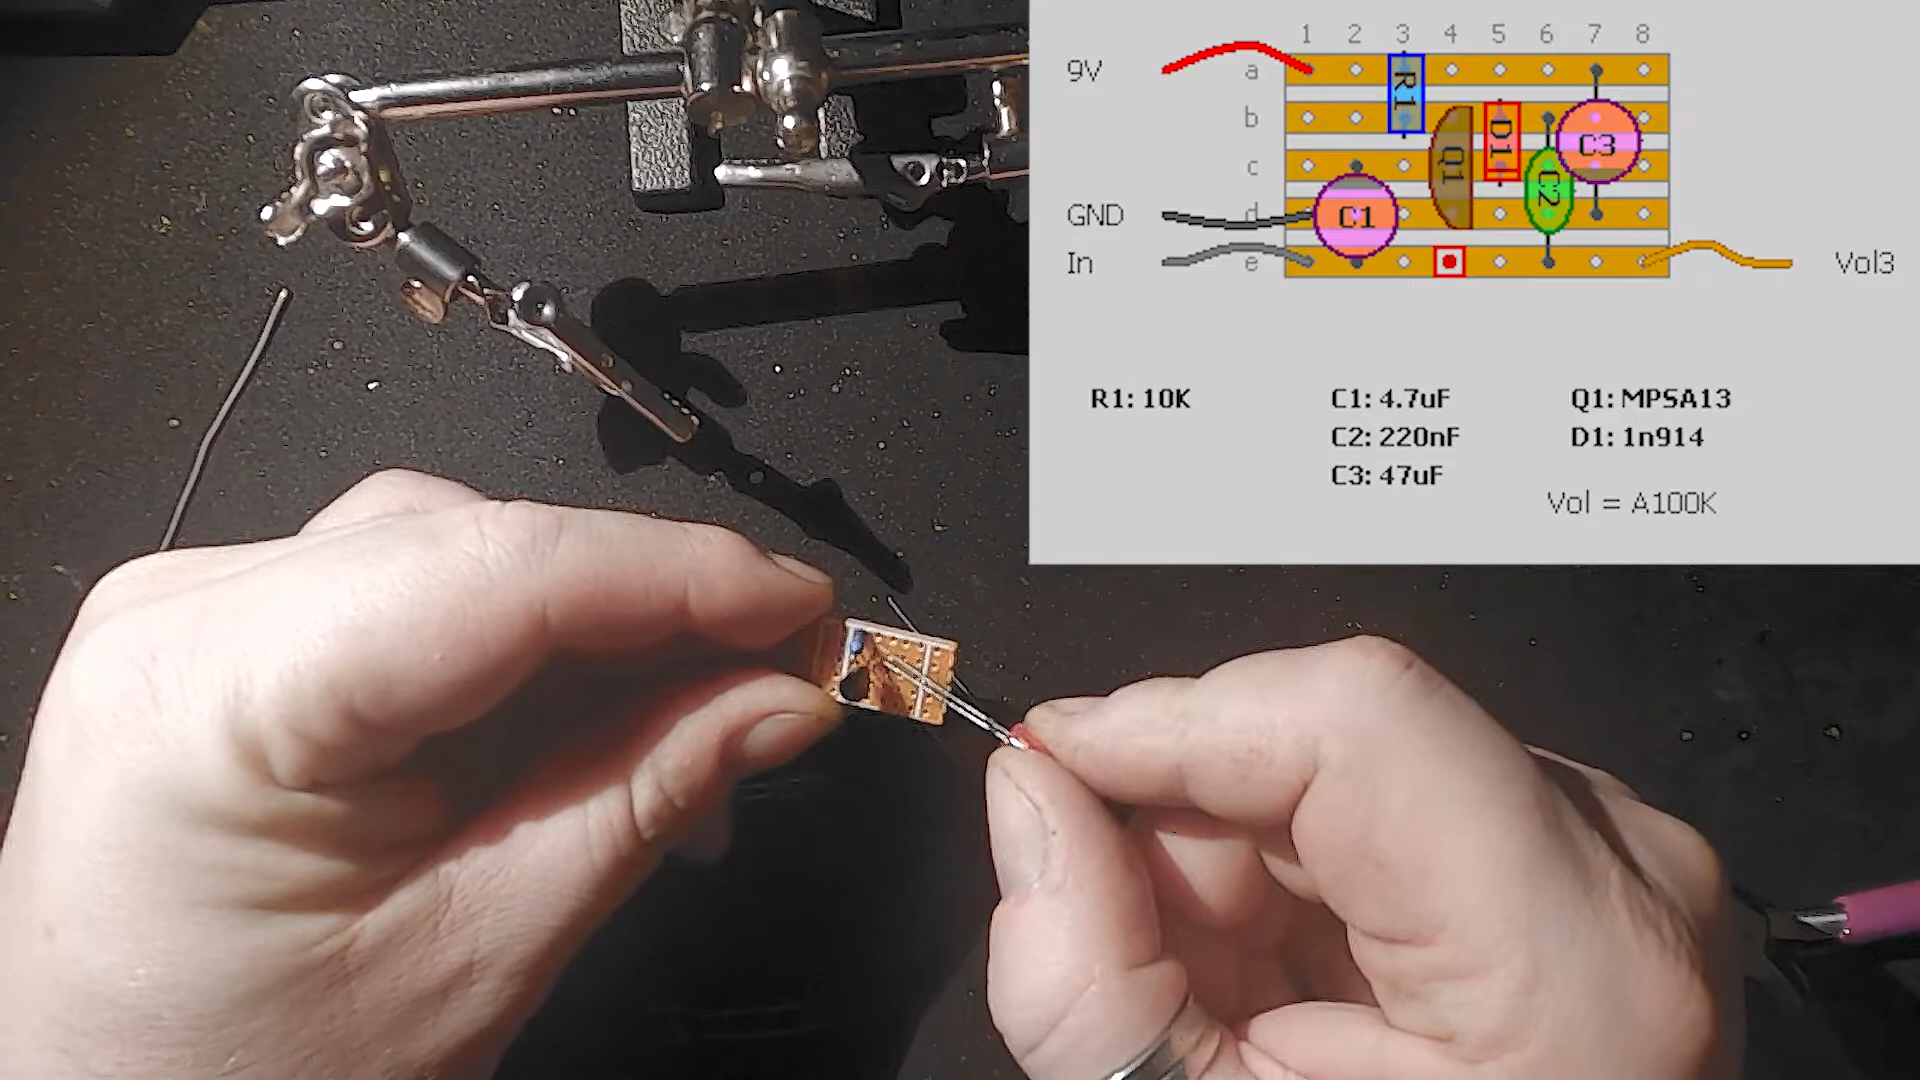 1 2 3 4 5 6 7 8
9V a
R1
b
D1
C3
Q1
c
C2
GND d
C1
In e
Vol3
R1: 10K
C1: 4.7uF
Q1: MPSA13
C2: 220nF
D1: 1n914
C3: 47uF
Vol = A100K